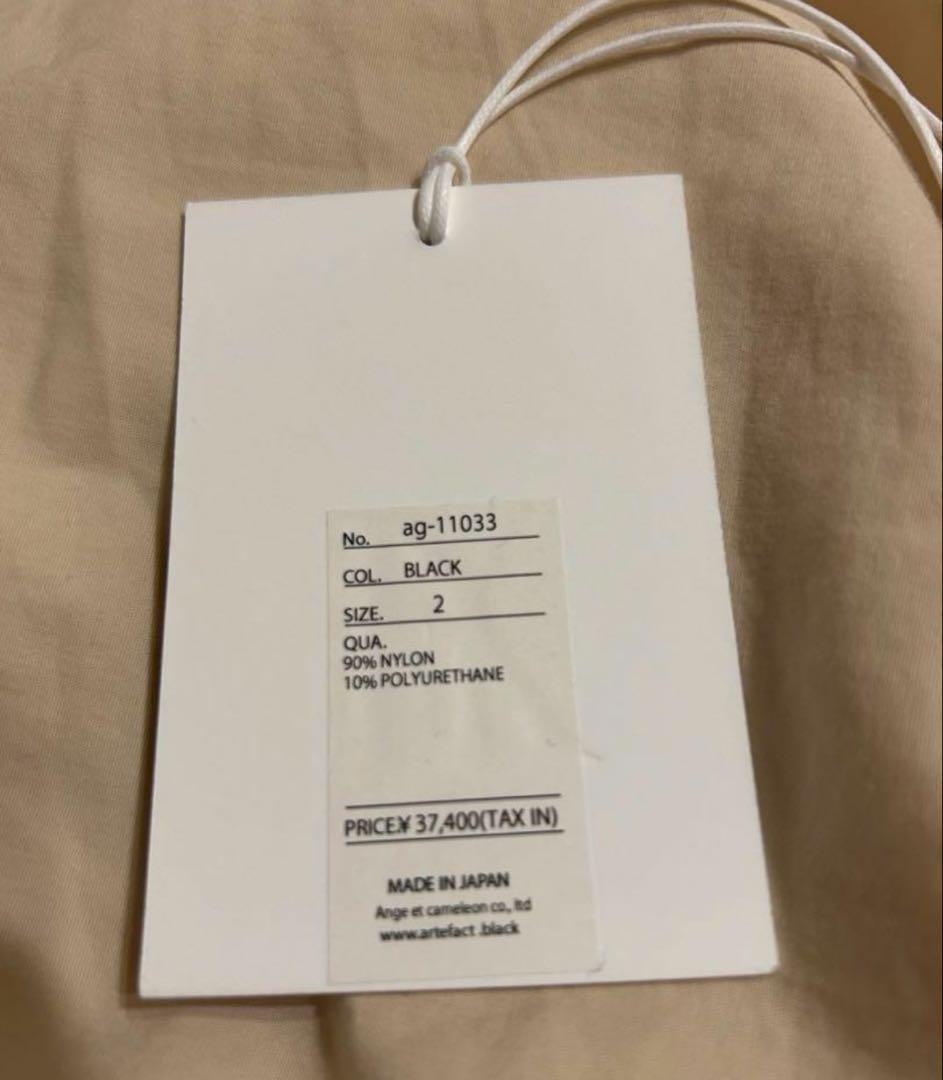 No. ag-11033
COL. BLACK
SIZE. 2
QUA.
90% NYLON
10% POLYURETHANE
PRICE.¥ 37,400(TAX IN)
MADE IN JAPAN
Ange et cameleon co., ltd
www.artefact .black